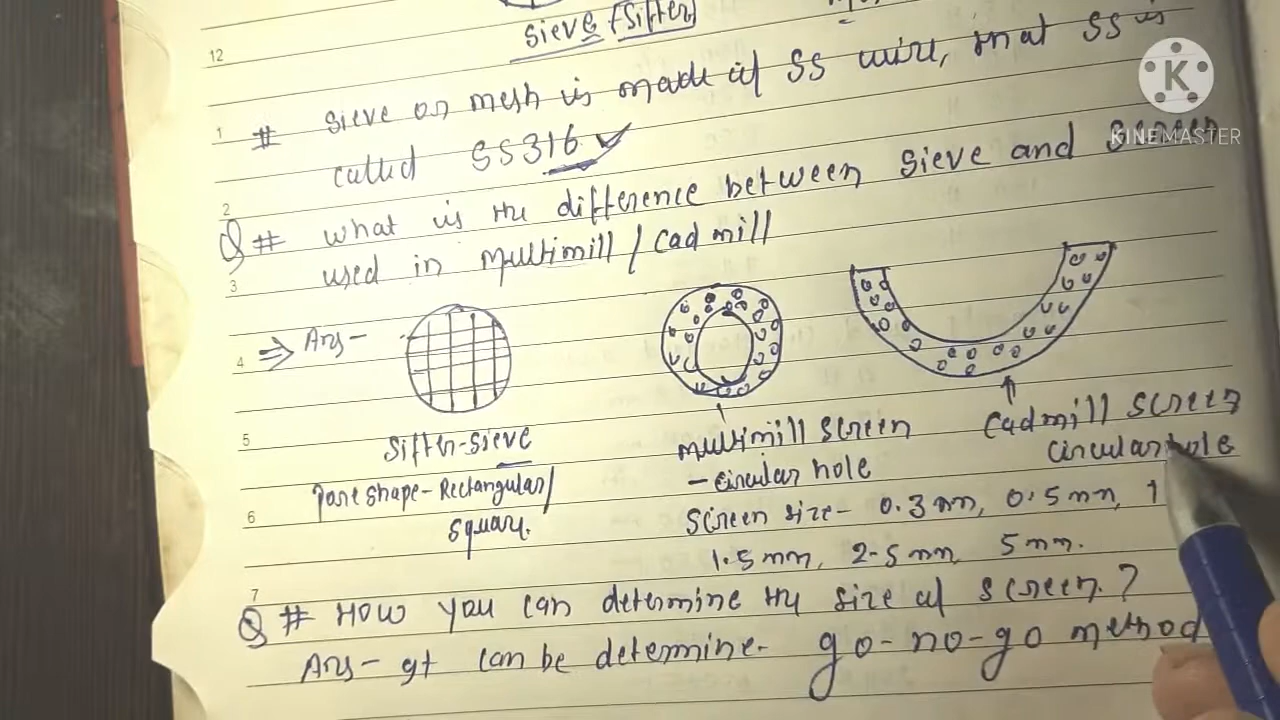 12
Sieve (Sifter)
1 # sieve or mesh is made of SS wire, that SS is
called SS316 ✓
K
KINEMASTER
2 Q # what is the difference between sieve and screen
3 used in multimill / cad mill
4 ⇒ Ans -
5 Sifter-sieve
Pore shape - Rectangular/
square.
multimill screen
- circular hole
cadmill screen
circular hole
6 screen size - 0.3 mm, 0.5 mm, 1
1.5 mm, 2.5 mm, 5 mm.
7 Q # How you can determine the size of screen.?
Ans - It can be determine - go-no-go method